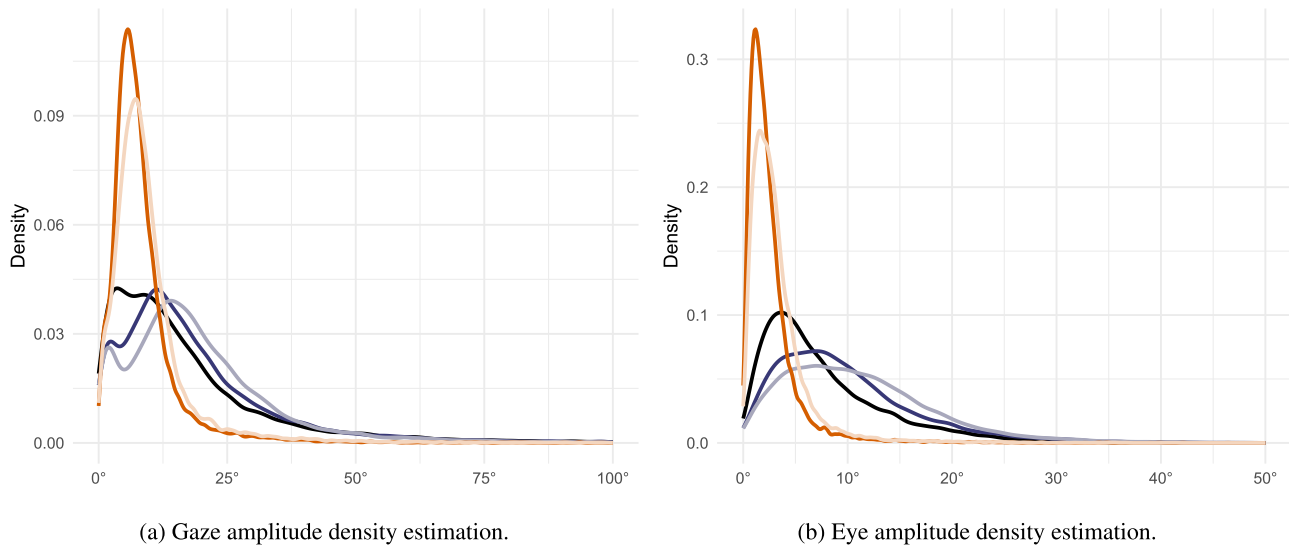 Density
0.09
0.06
0.03
0.00
0° 25° 50° 75° 100°
(a) Gaze amplitude density estimation.
Density
0.3
0.2
0.1
0.0
0° 10° 20° 30° 40° 50°
(b) Eye amplitude density estimation.